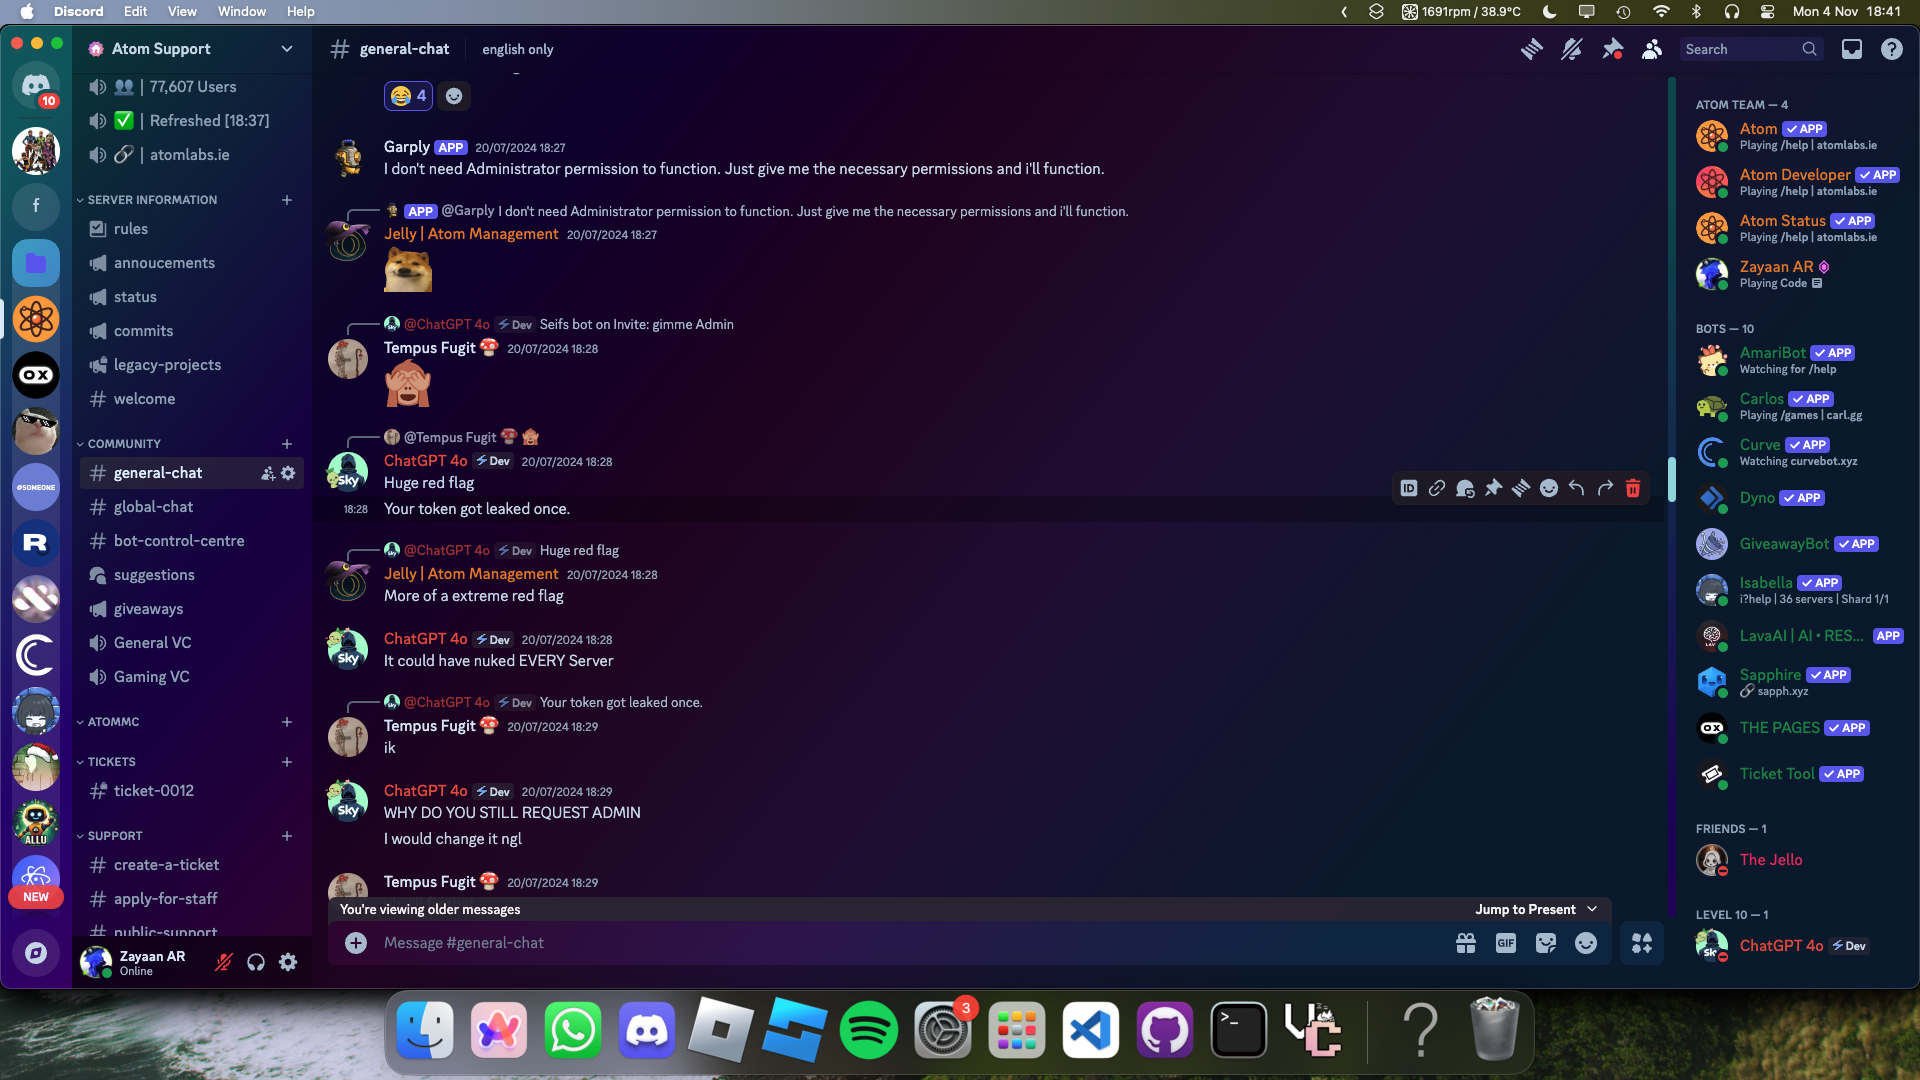 Discord Edit View Window Help
1691rpm / 38.9°C Mon 4 Nov 18:41
10
f
OX
@SOMEONE
R
ALLU
NEW
Atom Support
| 77,607 Users
| Refreshed [18:37]
| atomlabs.ie
SERVER INFORMATION
rules
annoucements
status
commits
legacy-projects
welcome
COMMUNITY
general-chat
global-chat
bot-control-centre
suggestions
giveaways
General VC
Gaming VC
ATOMMC
TICKETS
ticket-0012
SUPPORT
create-a-ticket
apply-for-staff
public-support
Zayaan AR
Online
general-chat english only
Search
4
Garply APP 20/07/2024 18:27
I don't need Administrator permission to function. Just give me the necessary permissions and i'll function.
APP @Garply I don't need Administrator permission to function. Just give me the necessary permissions and i'll function.
Jelly | Atom Management 20/07/2024 18:27
@ChatGPT 4o Dev Seifs bot on Invite: gimme Admin
Tempus Fugit 20/07/2024 18:28
@Tempus Fugit
ChatGPT 4o Dev 20/07/2024 18:28
Sky
Huge red flag
18:28 Your token got leaked once.
ID
@ChatGPT 4o Dev Huge red flag
Jelly | Atom Management 20/07/2024 18:28
More of a extreme red flag
ChatGPT 4o Dev 20/07/2024 18:28
Sky
It could have nuked EVERY Server
@ChatGPT 4o Dev Your token got leaked once.
Tempus Fugit 20/07/2024 18:29
ik
ChatGPT 4o Dev 20/07/2024 18:29
Sky
WHY DO YOU STILL REQUEST ADMIN
I would change it ngl
Tempus Fugit 20/07/2024 18:29
You're viewing older messages
Jump to Present
Message #general-chat
GIF
ATOM TEAM — 4
Atom APP
Playing /help | atomlabs.ie
Atom Developer APP
Playing /help | atomlabs.ie
Atom Status APP
Playing /help | atomlabs.ie
Zayaan AR
Playing Code
BOTS — 10
AmariBot APP
Watching for /help
Carlos APP
Playing /games | carl.gg
Curve APP
Watching curvebot.xyz
Dyno APP
GiveawayBot APP
Isabella APP
i?help | 36 servers | Shard 1/1
LavaAI | AI • RES... APP
Sapphire APP
sapph.xyz
OX
THE PAGES APP
Ticket Tool APP
FRIENDS — 1
The Jello
LEVEL 10 — 1
ChatGPT 4o Dev
3